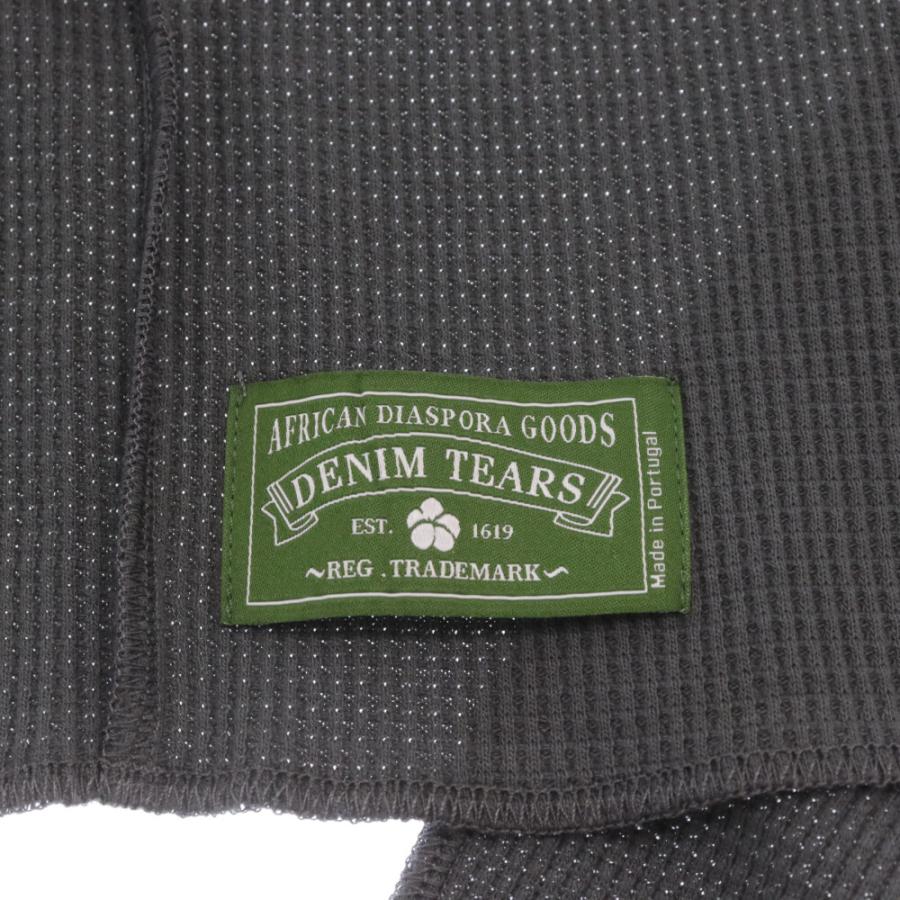 AFRICAN DIASPORA GOODS
DENIM TEARS
EST. 1619
~REG .TRADEMARK~
Made in Portugal